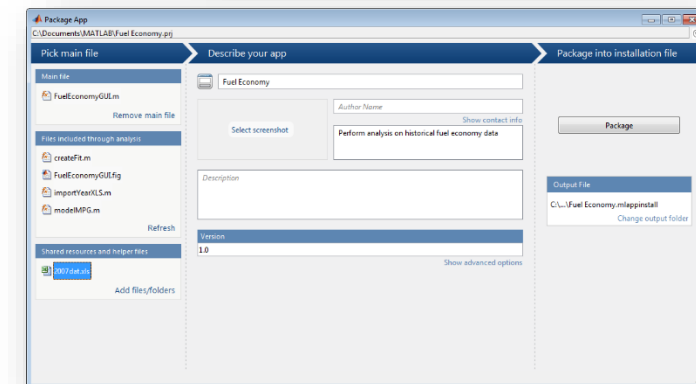 Package App
C:\Documents\MATLAB\Fuel Economy.prj
Pick main file
Describe your app
Package into installation file
Main file
FuelEconomyGUI.m
Remove main file
Files included through analysis
createFit.m
FuelEconomyGUI.fig
importYearXLS.m
modelMPG.m
Refresh
Shared resources and helper files
2007dat.xls
Add files/folders
Fuel Economy
Select screenshot
Author Name
Show contact info
Perform analysis on historical fuel economy data
Description
Version
1.0
Show advanced options
Package
Output File
C:\...\Fuel Economy.mlappinstall
Change output folder